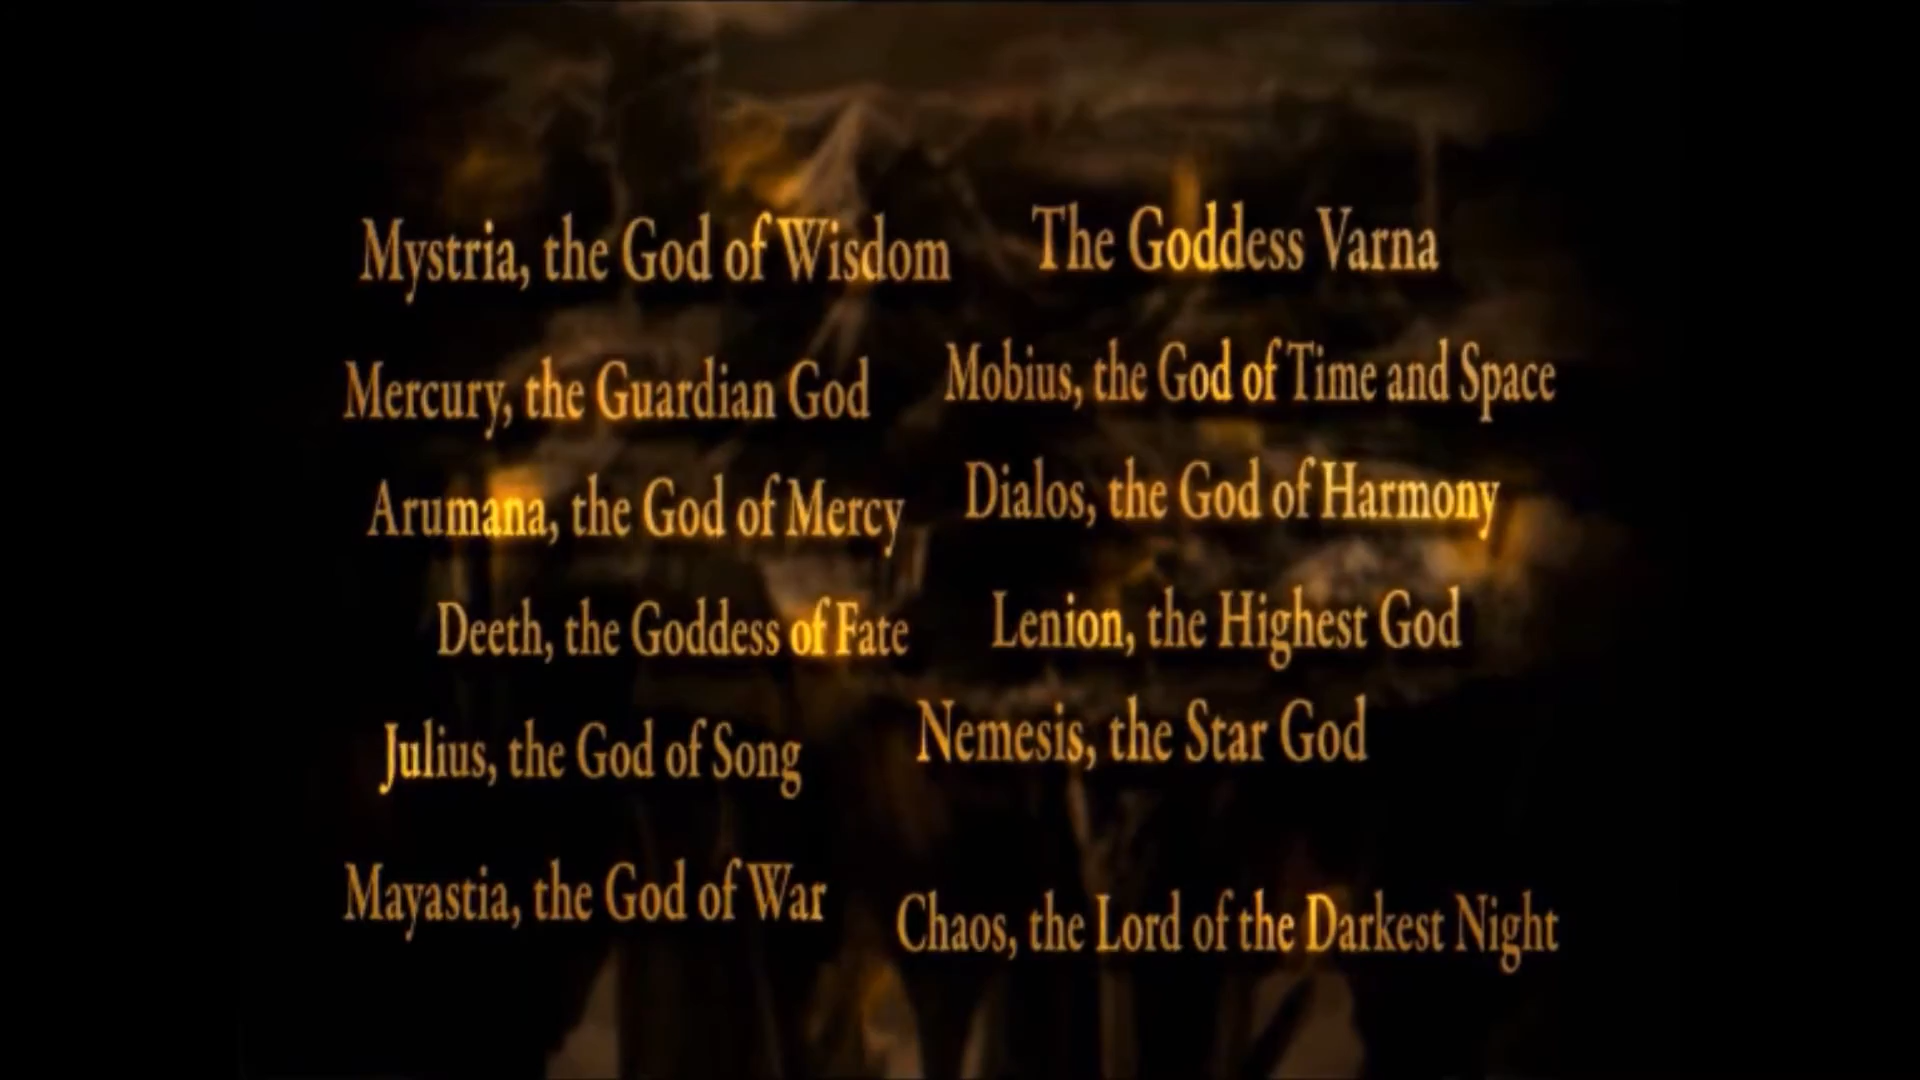 Mystria, the God of Wisdom
The Goddess Varna
Mercury, the Guardian God
Mobius, the God of Time and Space
Arumana, the God of Mercy
Dialos, the God of Harmony
Deeth, the Goddess of Fate
Lenion, the Highest God
Julius, the God of Song
Nemesis, the Star God
Mayastia, the God of War
Chaos, the Lord of the Darkest Night